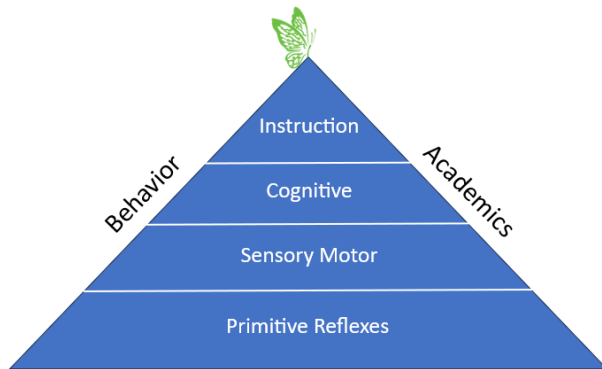 Instruction
Behavior
Academics
Cognitive
Sensory Motor
Primitive Reflexes